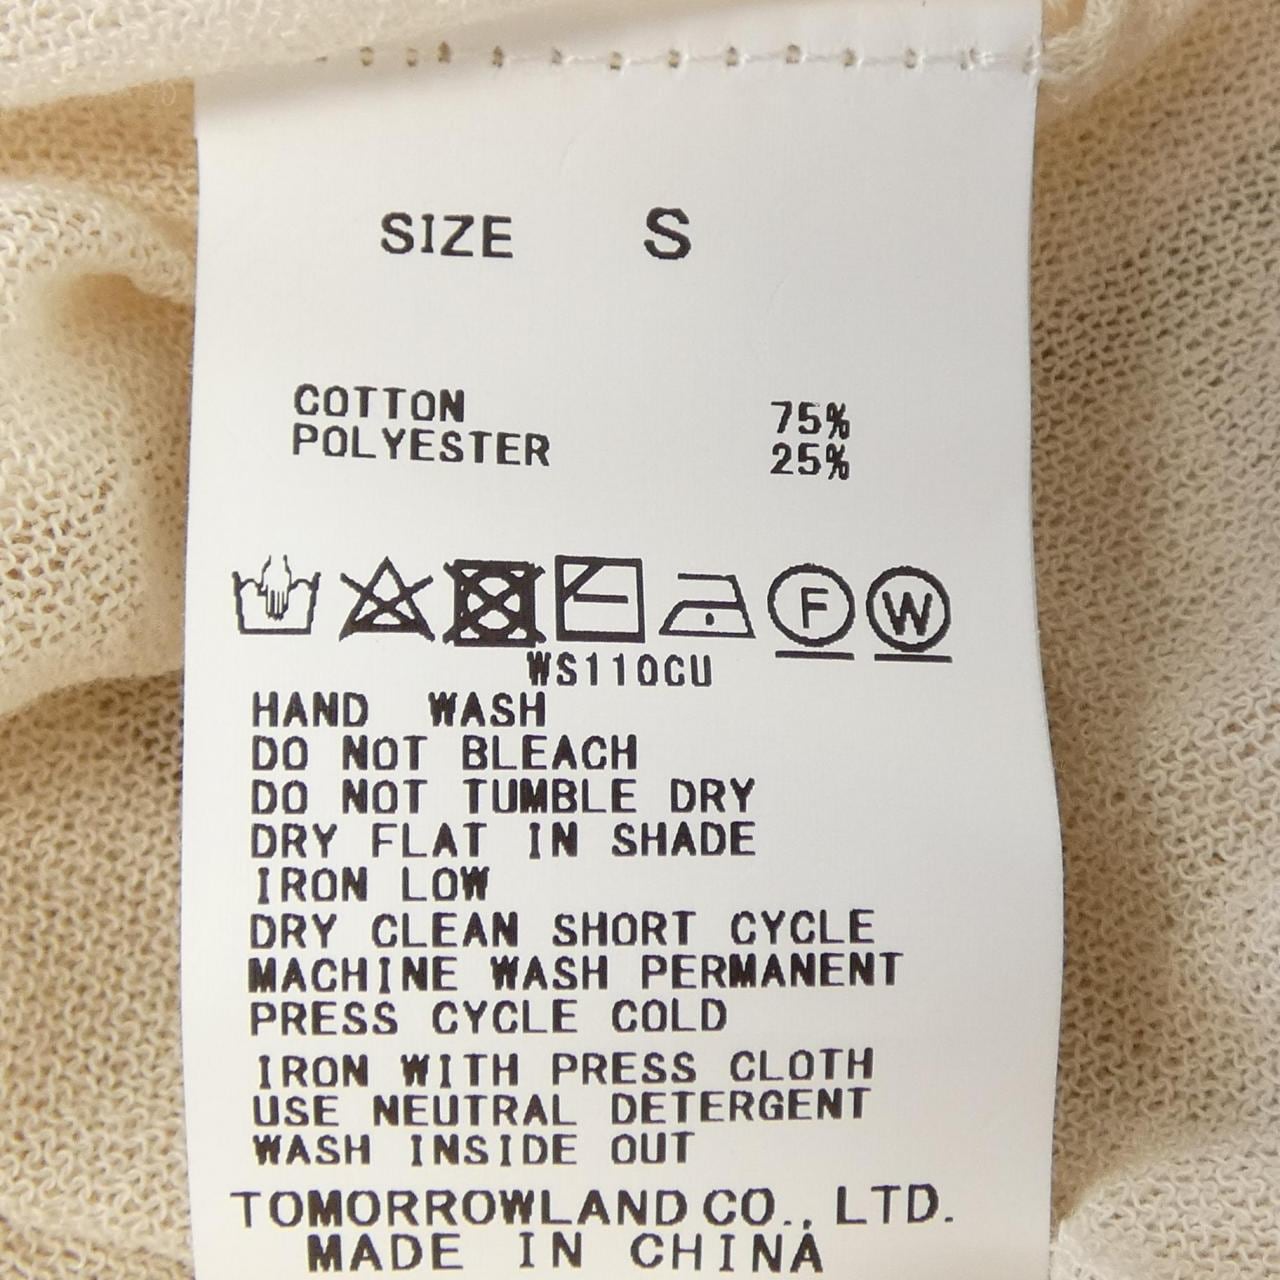 SIZE S
COTTON 75%
POLYESTER 25%
F W
WS110CU
HAND WASH
DO NOT BLEACH
DO NOT TUMBLE DRY
DRY FLAT IN SHADE
IRON LOW
DRY CLEAN SHORT CYCLE
MACHINE WASH PERMANENT
PRESS CYCLE COLD
IRON WITH PRESS CLOTH
USE NEUTRAL DETERGENT
WASH INSIDE OUT
TOMORROWLAND CO., LTD.
MADE IN CHINA